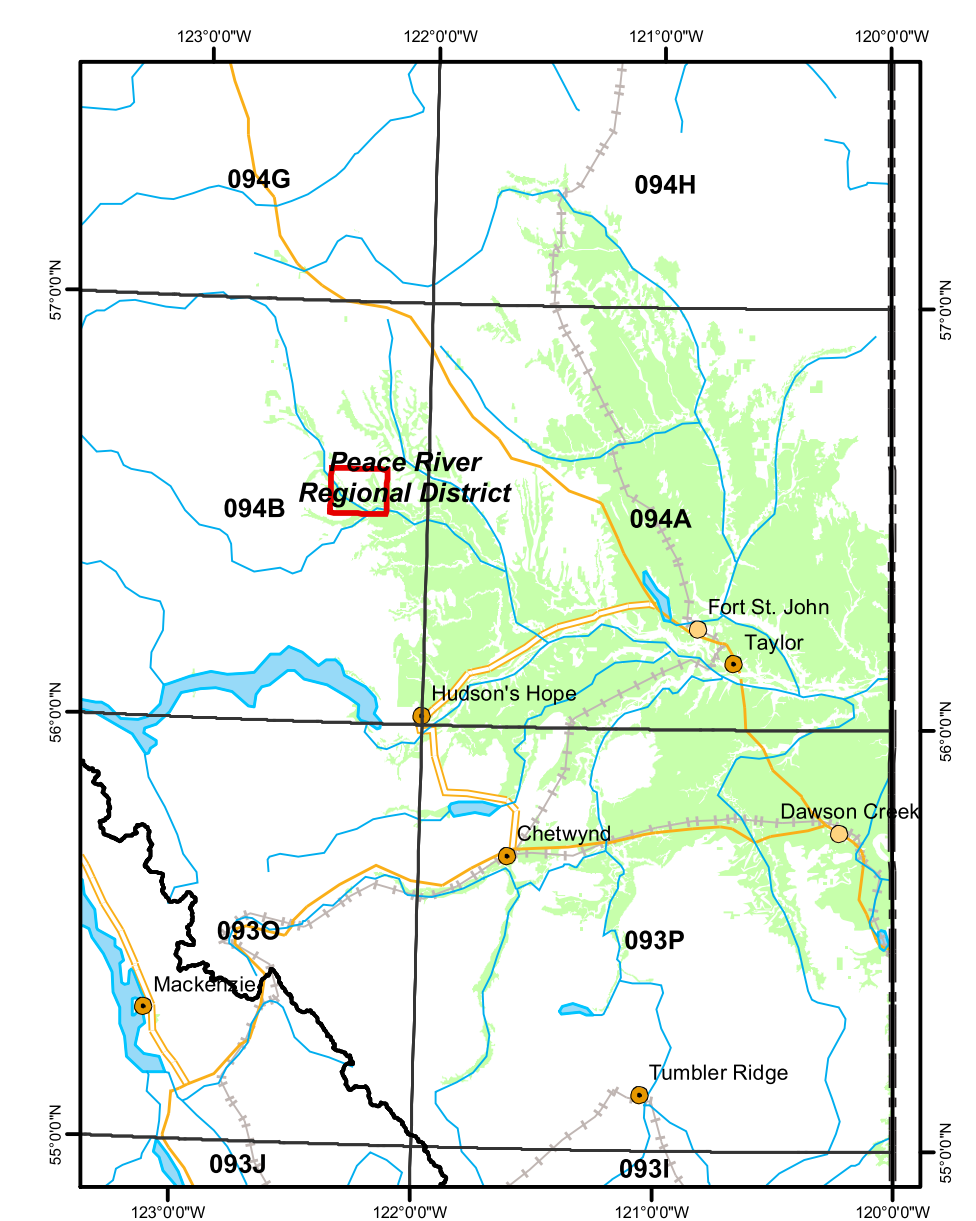 123°0'0"W 122°0'0"W 121°0'0"W 120°0'0"W
094G
094H
57°0'0"N
57°0'0"N
Peace River
Regional District
094B
094A
Fort St. John
Taylor
Hudson's Hope
56°0'0"N
56°0'0"N
Dawson Creek
Chetwynd
093O
093P
Mackenzie
Tumbler Ridge
55°0'0"N
55°0'0"N
093J
093I
123°0'0"W 122°0'0"W 121°0'0"W 120°0'0"W